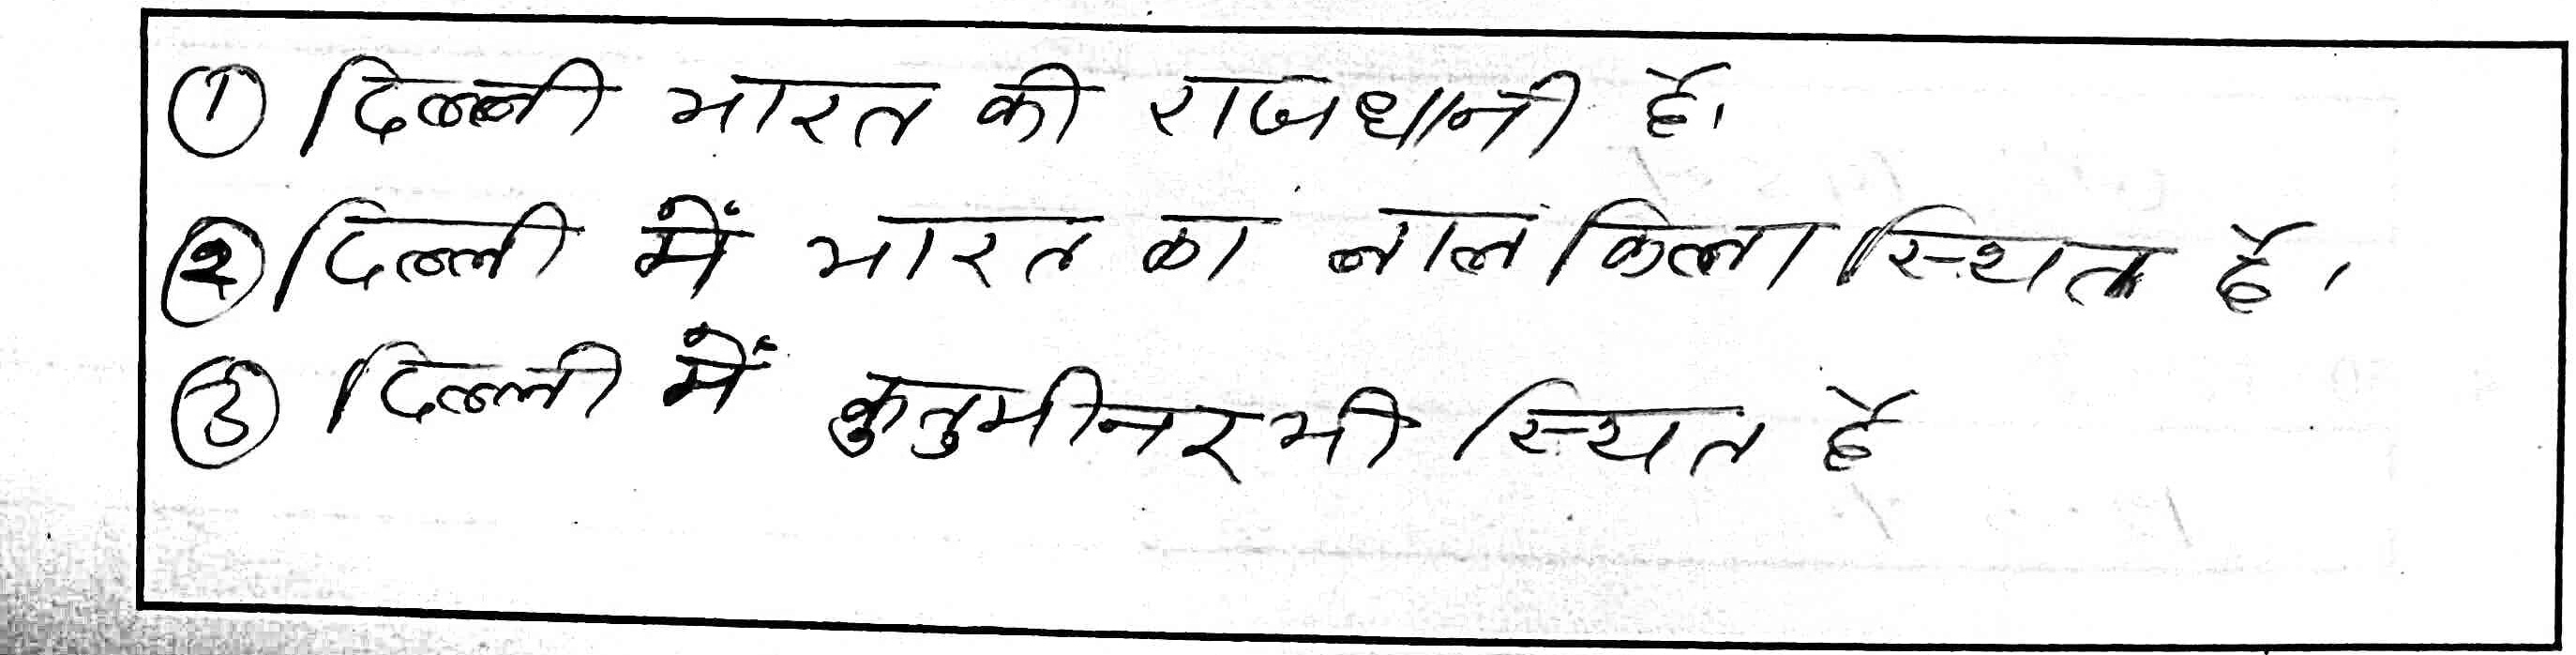 ① दिल्ली भारत की राजधानी है।
② दिल्ली में भारत का लाल किला स्थित है।
③ दिल्ली में कुतुमीनर भी स्थित है